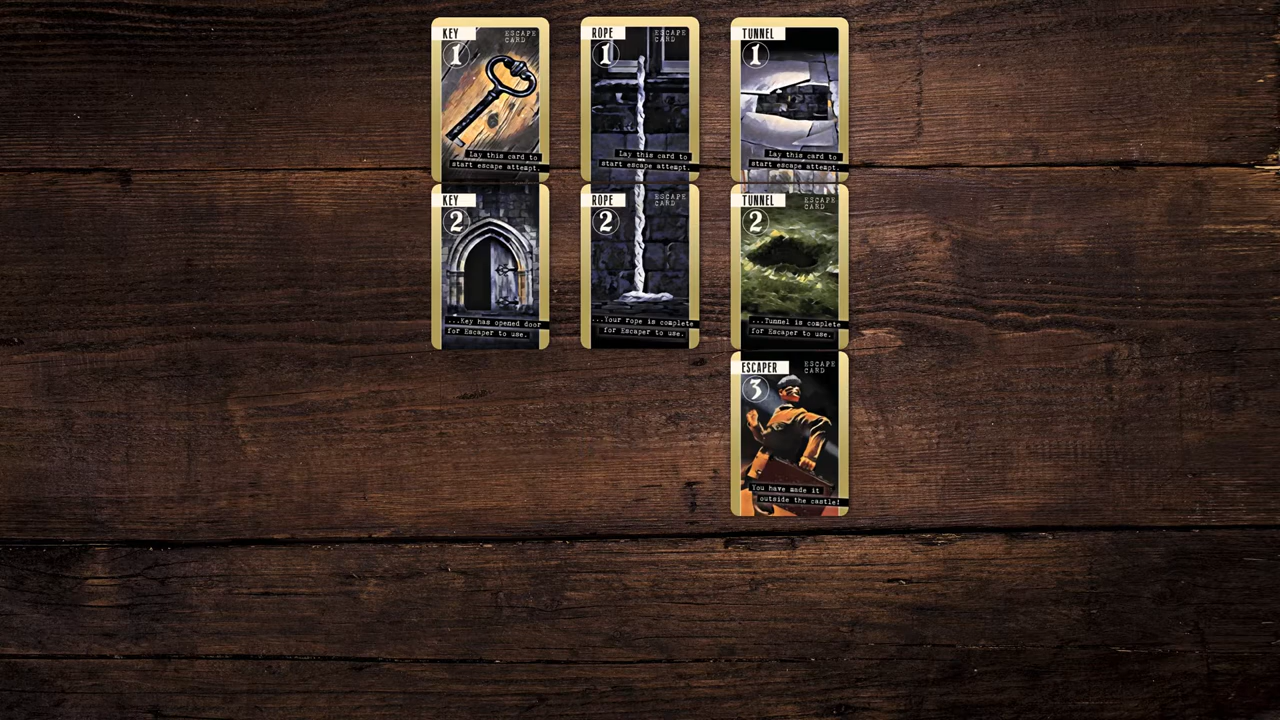 KEY
ESCAPE
CARD
1
Lay this card to
start escape attempt.
ROPE
ESCAPE
CARD
1
Lay this card to
start escape attempt.
TUNNEL
1
Lay this card to
start escape attempt.
KEY
2
...Key has opened door
for Escaper to use.
ROPE
ESCAPE
CARD
2
...Your rope is complete
for Escaper to use.
TUNNEL
ESCAPE
CARD
2
...Tunnel is complete
for Escaper to use.
ESCAPER
ESCAPE
CARD
3
You have made it
outside the castle!